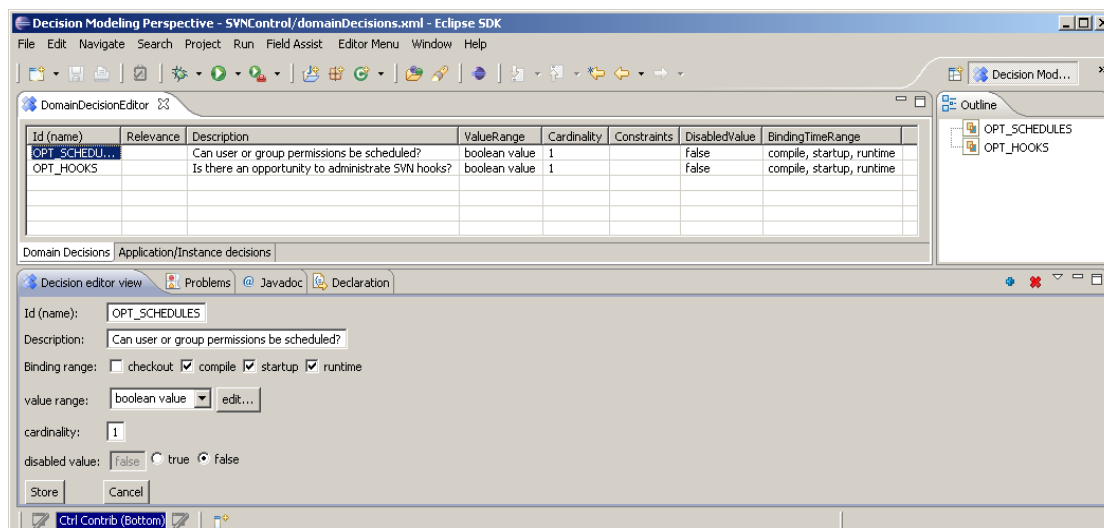 Decision Modeling Perspective - SVNControl/domainDecisions.xml - Eclipse SDK
File Edit Navigate Search Project Run Field Assist Editor Menu Window Help
Decision Mod... »
DomainDecisionEditor
Outline
Id (name) Relevance Description ValueRange Cardinality Constraints DisabledValue BindingTimeRange
OPT_SCHEDU... Can user or group permissions be scheduled? boolean value 1 false compile, startup, runtime
OPT_HOOKS Is there an opportunity to administrate SVN hooks? boolean value 1 false compile, startup, runtime
OPT_SCHEDULES
OPT_HOOKS
Domain Decisions Application/Instance decisions
Decision editor view Problems @ Javadoc Declaration
Id (name): OPT_SCHEDULES
Description: Can user or group permissions be scheduled?
Binding range: checkout compile startup runtime
value range: boolean value edit...
cardinality: 1
disabled value: false true false
Store Cancel
Ctrl Contrib (Bottom)